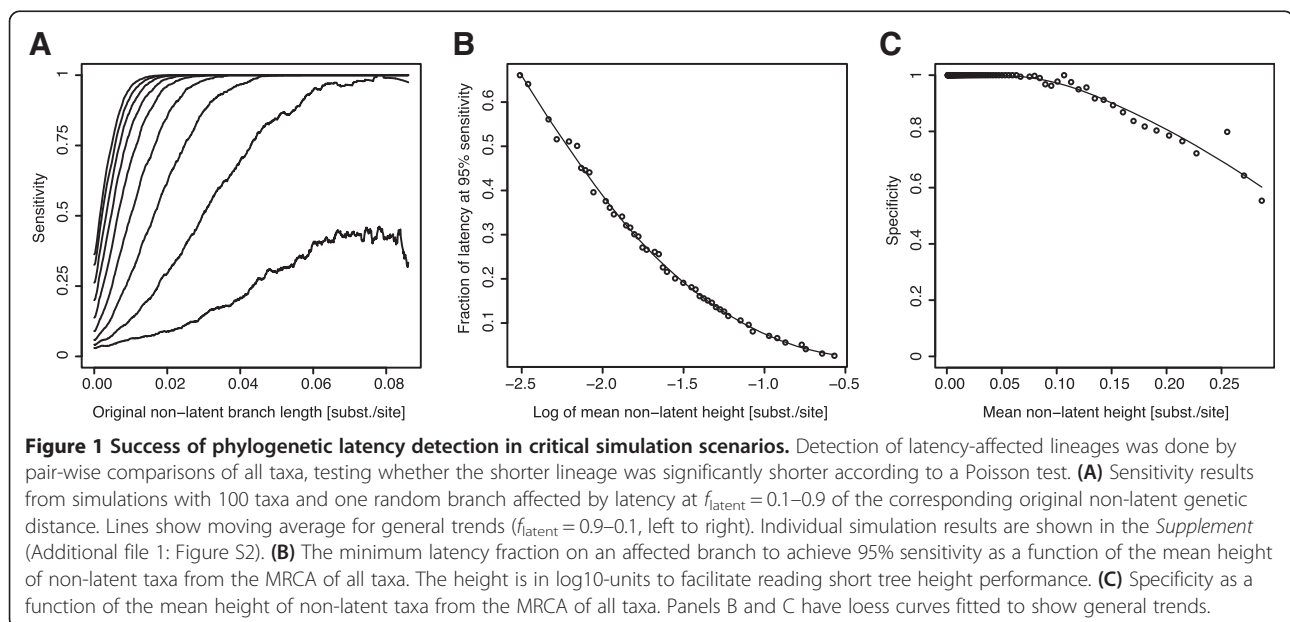 A
B
C
Sensitivity
1
0.75
0.5
0.25
0
0.00 0.02 0.04 0.06 0.08
Original non−latent branch length [subst./site]
Fraction of latency at 95% sensitivity
0.6
0.5
0.4
0.3
0.2
0.1
−2.5 −2.0 −1.5 −1.0 −0.5
Log of mean non−latent height [subst./site]
Specificity
1
0.8
0.6
0.4
0.2
0
0.00 0.05 0.10 0.15 0.20 0.25
Mean non−latent height [subst./site]
Figure 1 Success of phylogenetic latency detection in critical simulation scenarios. Detection of latency-affected lineages was done by
pair-wise comparisons of all taxa, testing whether the shorter lineage was significantly shorter according to a Poisson test. (A) Sensitivity results
from simulations with 100 taxa and one random branch affected by latency at flatent = 0.1–0.9 of the corresponding original non-latent genetic
distance. Lines show moving average for general trends (flatent = 0.9–0.1, left to right). Individual simulation results are shown in the Supplement
(Additional file 1: Figure S2). (B) The minimum latency fraction on an affected branch to achieve 95% sensitivity as a function of the mean height
of non-latent taxa from the MRCA of all taxa. The height is in log10-units to facilitate reading short tree height performance. (C) Specificity as a
function of the mean height of non-latent taxa from the MRCA of all taxa. Panels B and C have loess curves fitted to show general trends.